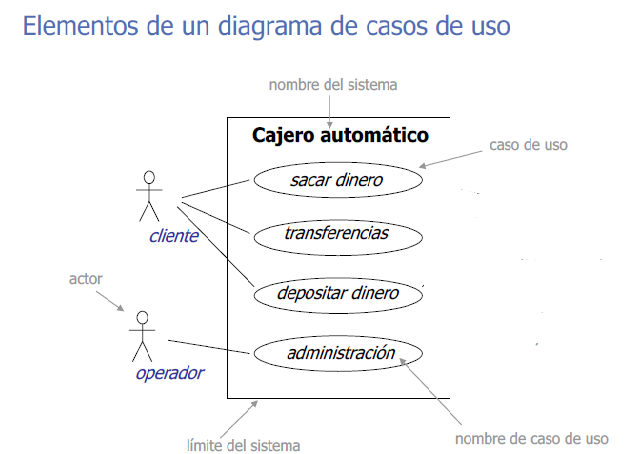 Elementos de un diagrama de casos de uso
nombre del sistema
Cajero automático
caso de uso
sacar dinero
cliente
transferencias
actor
depositar dinero
operador
administración
límite del sistema
nombre de caso de uso